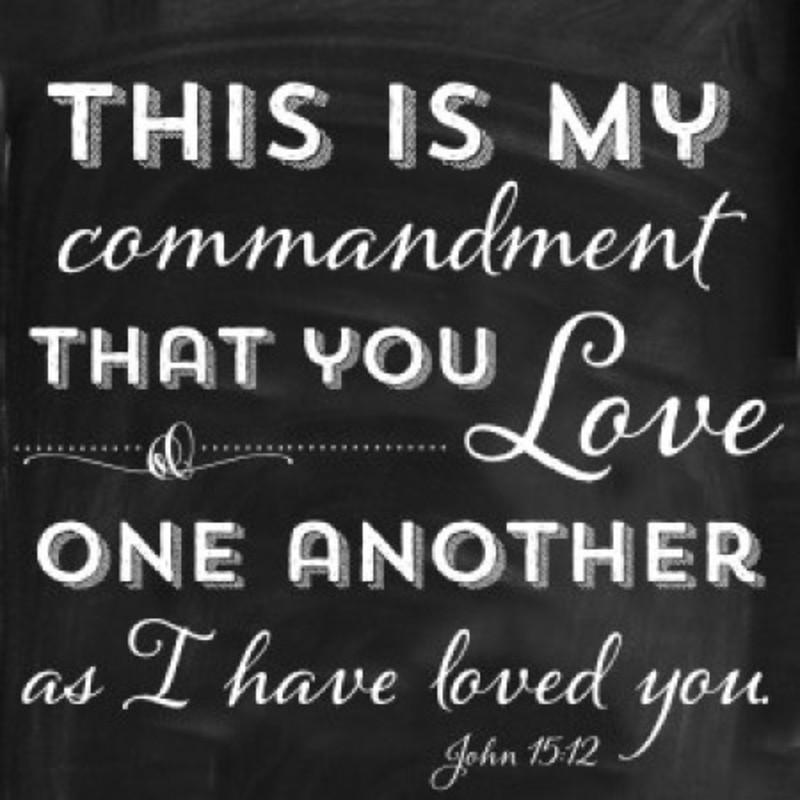 THIS IS MY
commandment
THAT YOU Love
ONE ANOTHER
as I have loved you.
John 15:12